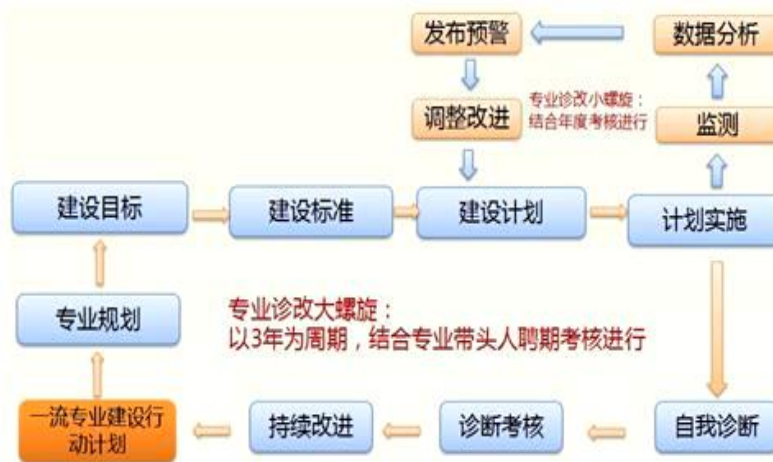 发布预警
数据分析
调整改进
专业诊改小螺旋：
结合年度考核进行
监测
建设目标
建设标准
建设计划
计划实施
专业规划
专业诊改大螺旋：
以3年为周期，结合专业带头人聘期考核进行
一流专业建设行
动计划
持续改进
诊断考核
自我诊断